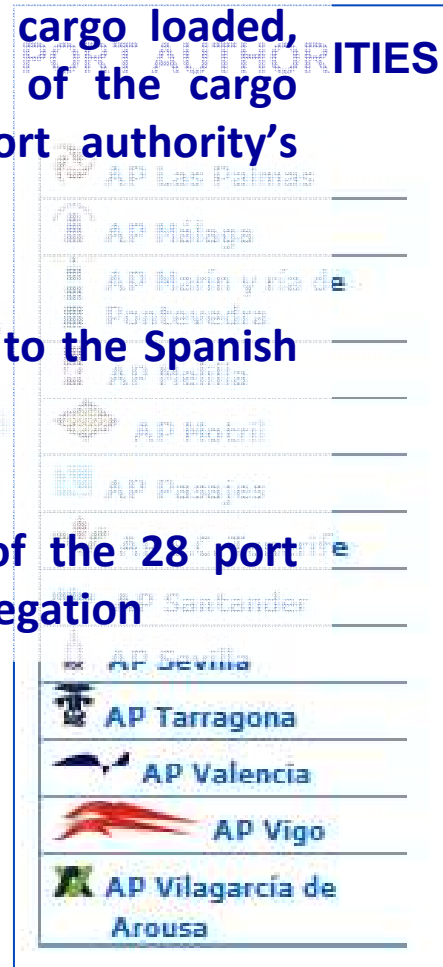 cargo loaded,
PORT AUTHORITIES
of the cargo
ort authority's
AP Las Palmas
AP Málaga
AP Marín y ría de
Pontevedra
to the Spanish
AP Melilla
AP Motril
AP Pasajes
of the 28 port
egation
AP Santander
AP Sevilla
AP Tarragona
AP Valencia
AP Vigo
AP Vilagarcía de
Arousa